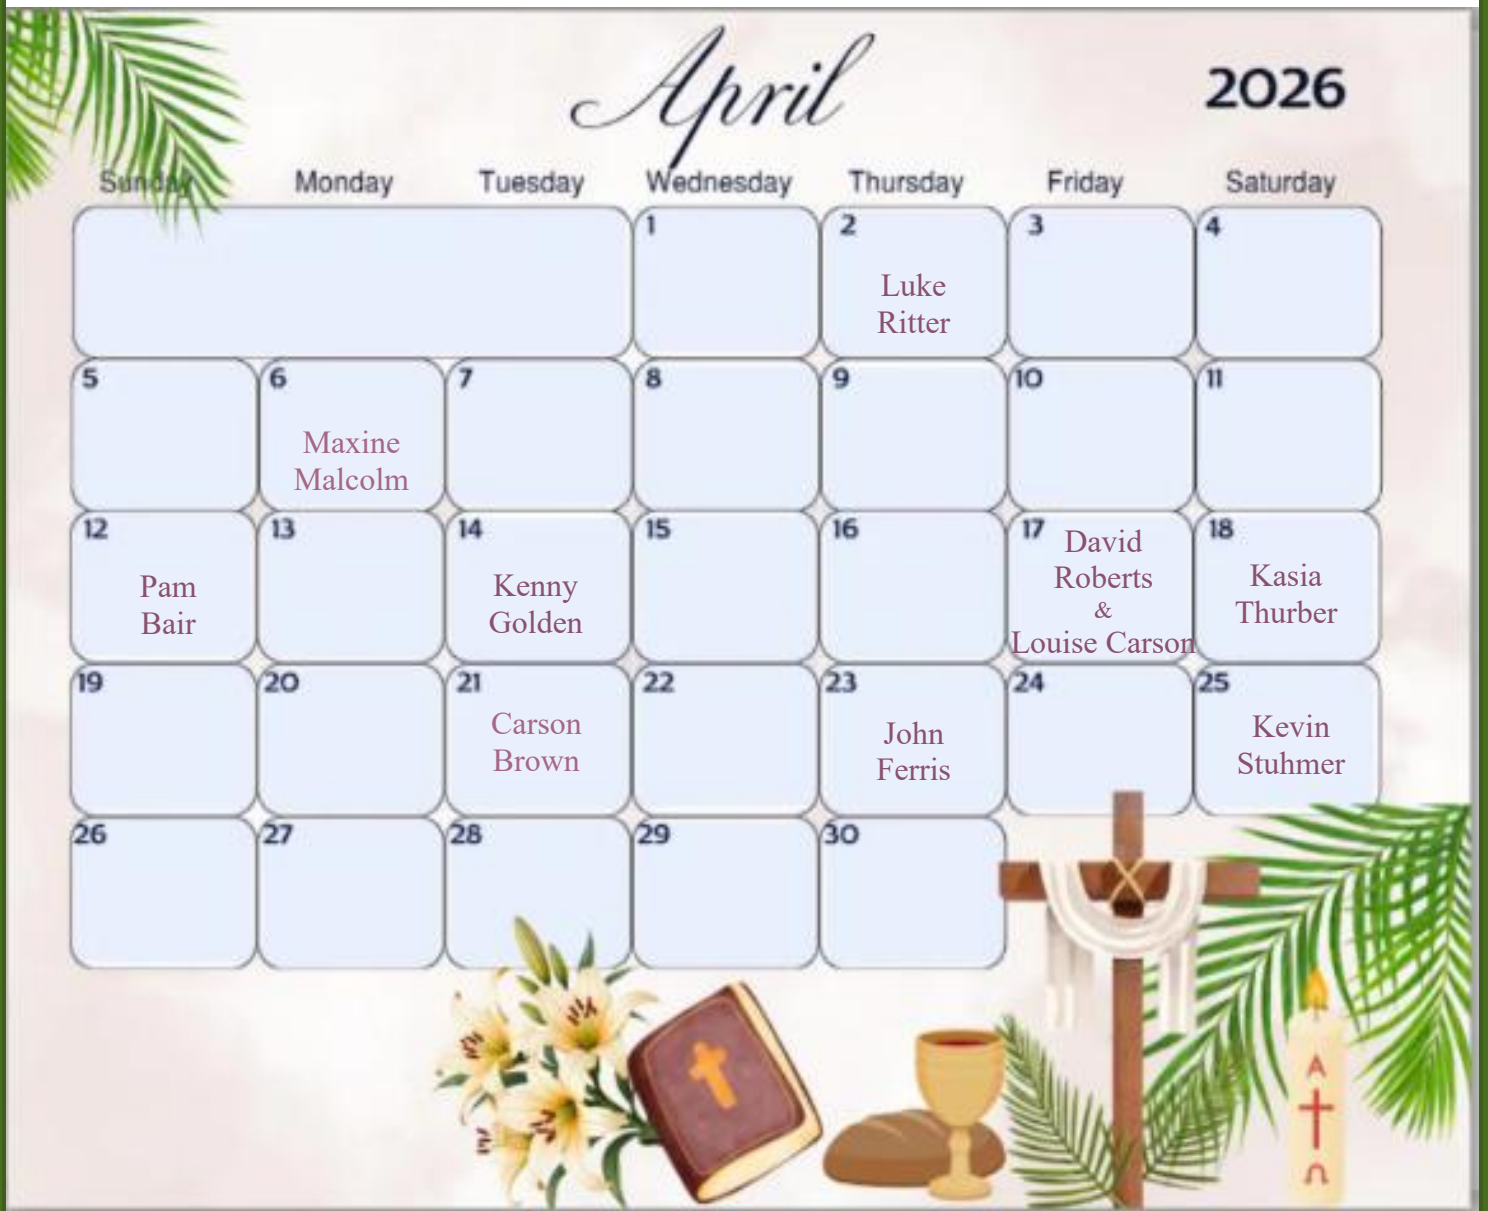 April
2026
Sunday Monday Tuesday Wednesday Thursday Friday Saturday
1 2 3 4
Luke
Ritter
5 6 7 8 9 10 11
Maxine
Malcolm
12 13 14 15 16 17 18
Pam
Bair
Kenny
Golden
David
Roberts
&
Louise Carson
Kasia
Thurber
19 20 21 22 23 24 25
Carson
Brown
John
Ferris
Kevin
Stuhmer
26 27 28 29 30
Α
Ω